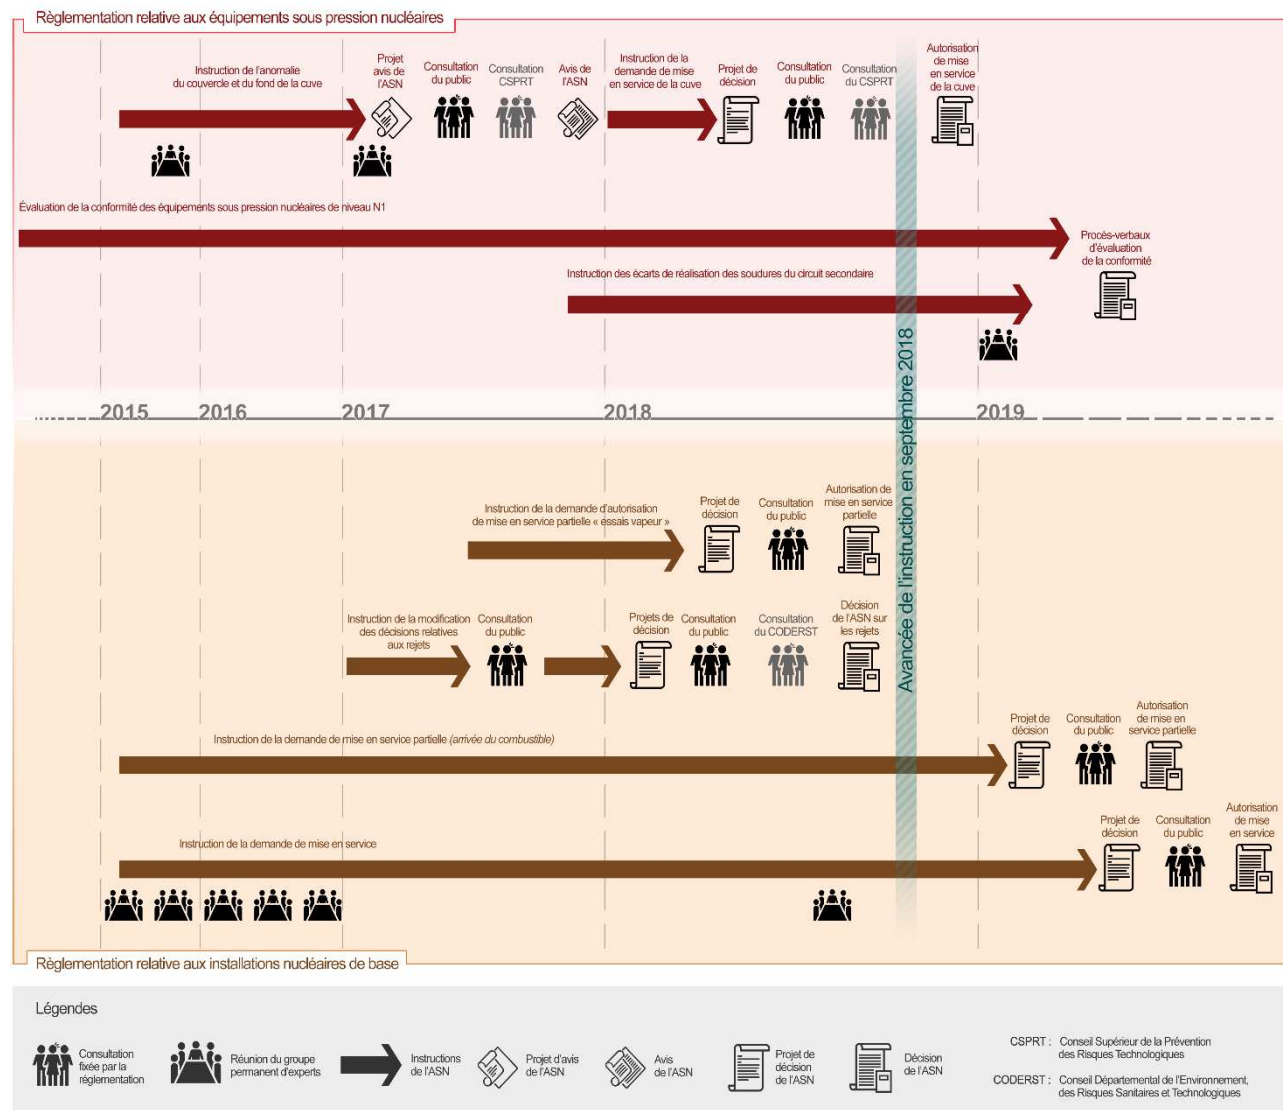 Règlementation relative aux équipements sous pression nucléaires
Instruction de l'anomalie
du couvercle et du fond de la cuve
Projet
avis de
l'ASN
Consultation
du public
Consultation
CSPRT
Avis de
l'ASN
Instruction de la
demande de mise
en service de la cuve
Projet de
décision
Consultation
du public
Consultation
du CSPRT
Autorisation
de mise
en service
de la cuve
Évaluation de la conformité des équipements sous pression nucléaires de niveau N1
Procès-verbaux
d'évaluation
de la conformité
Instruction des écarts de réalisation des soudures du circuit secondaire
Avancée de l'instruction en septembre 2018
2015
2016
2017
2018
2019
Instruction de la demande d'autorisation
de mise en service partielle « essais vapeur »
Projet de
décision
Consultation
du public
Autorisation de
mise en service
partielle
Instruction de la modification
des décisions relatives
aux rejets
Consultation
du public
Projets de
décision
Consultation
du public
Consultation
du CODERST
Décision
de l'ASN sur
les rejets
Instruction de la demande de mise en service partielle (arrivée du combustible)
Projet de
décision
Consultation
du public
Autorisation
de mise en
service partielle
Instruction de la demande de mise en service
Projet de
décision
Consultation
du public
Autorisation
de mise
en service
Règlementation relative aux installations nucléaires de base
Légendes
Consultation
fixée par la
réglementation
Réunion du groupe
permanent d'experts
Instructions
de l'ASN
Projet d'avis
de l'ASN
Avis
de l'ASN
Projet de
décision
de l'ASN
Décision
de l'ASN
CSPRT : Conseil Supérieur de la Prévention
des Risques Technologiques
CODERST : Conseil Départemental de l'Environnement,
des Risques Sanitaires et Technologiques